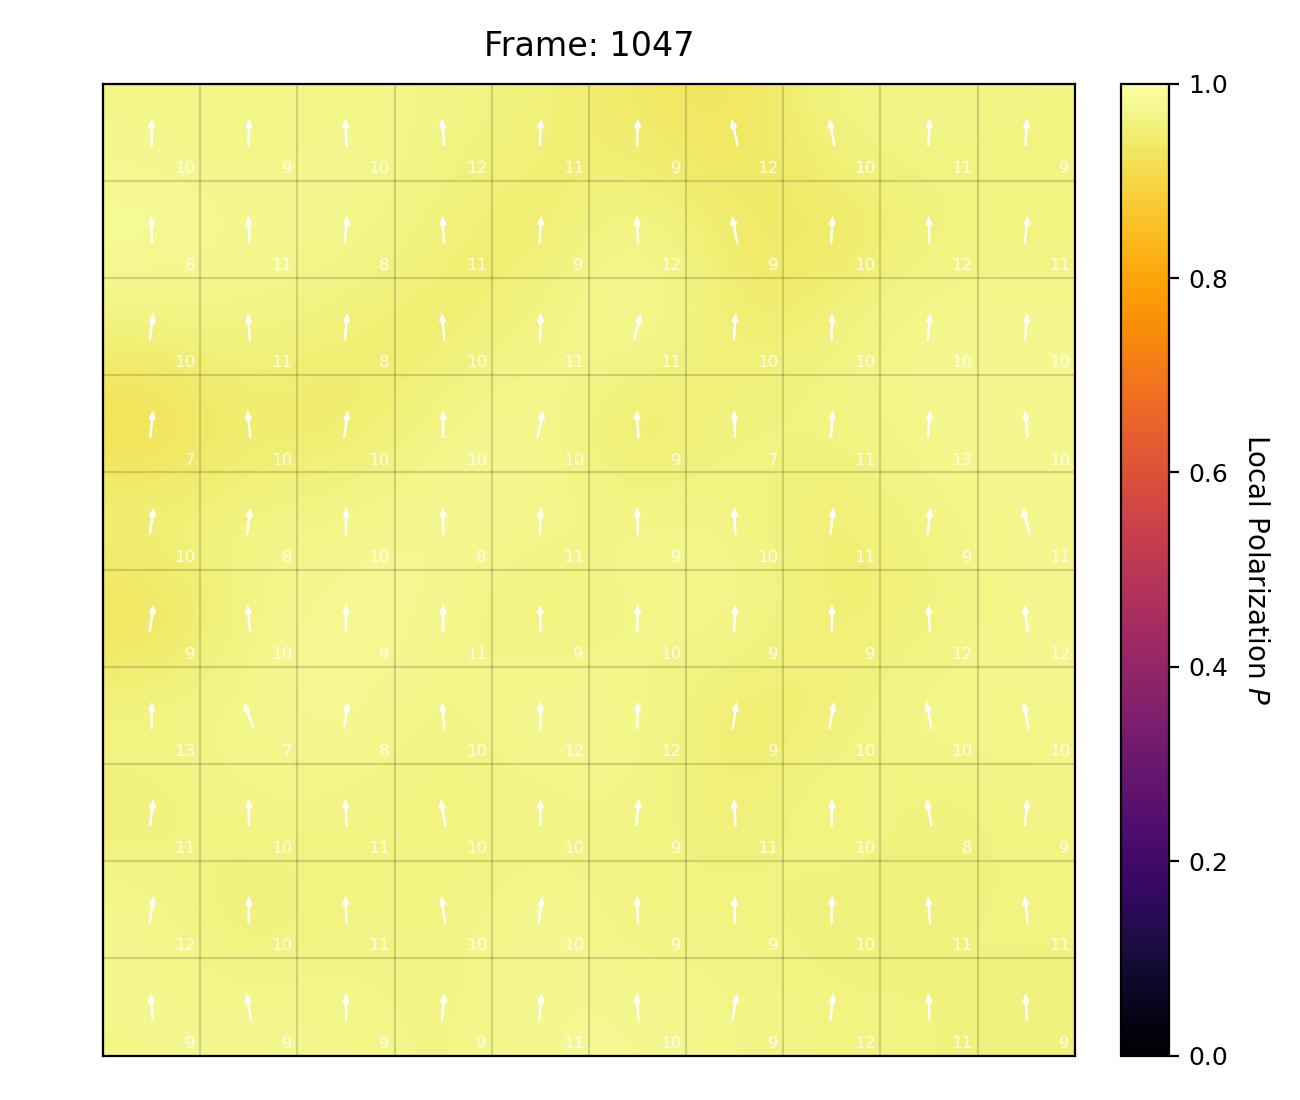 Frame: 1047
10 9 10 12 11 9 12 10 11 9
8 11 8 11 9 12 9 10 12 11
10 11 8 10 11 11 10 10 10 10
7 10 10 10 10 9 7 11 13 10
10 8 10 8 11 9 10 11 9 11
9 10 9 11 9 10 9 9 12 12
13 7 8 10 12 12 9 10 10 10
11 10 11 10 10 9 11 10 8 9
12 10 11 10 10 9 9 10 11 11
9 9 9 9 11 10 9 12 11 9
1.0
0.8
0.6
0.4
0.2
0.0
Local Polarization P